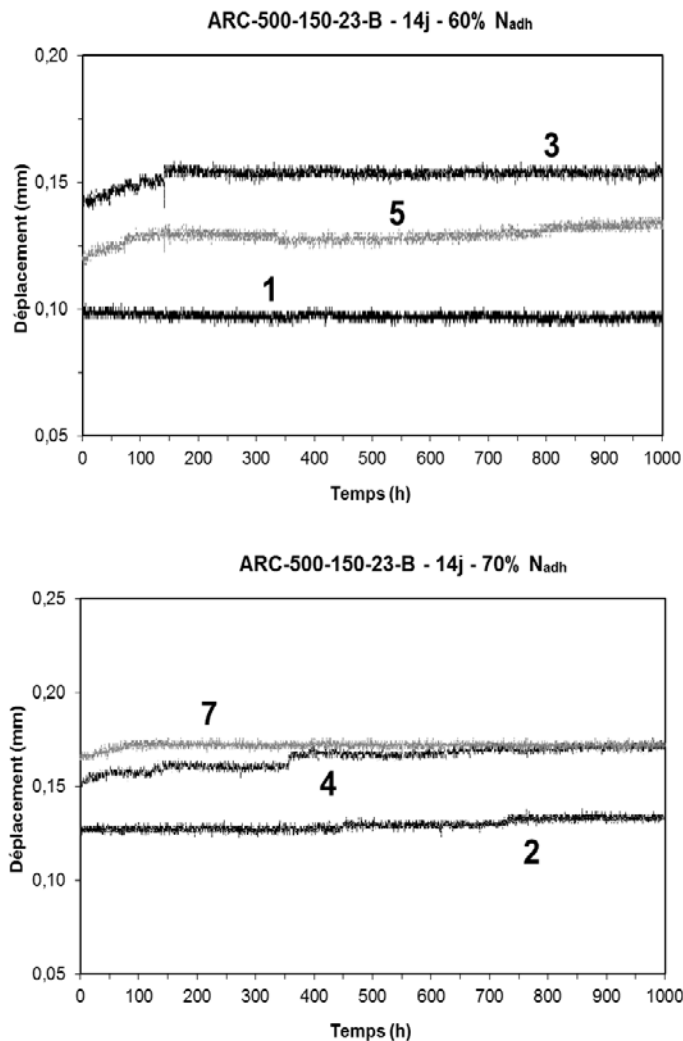 ARC-500-150-23-B - 14j - 60% Nadh
0,20
0,15
0,10
0,05
Déplacement (mm)
3
5
1
0 100 200 300 400 500 600 700 800 900 1000
Temps (h)
ARC-500-150-23-B - 14j - 70% Nadh
0,25
0,20
0,15
0,10
0,05
Déplacement (mm)
7
4
2
0 100 200 300 400 500 600 700 800 900 1000
Temps (h)